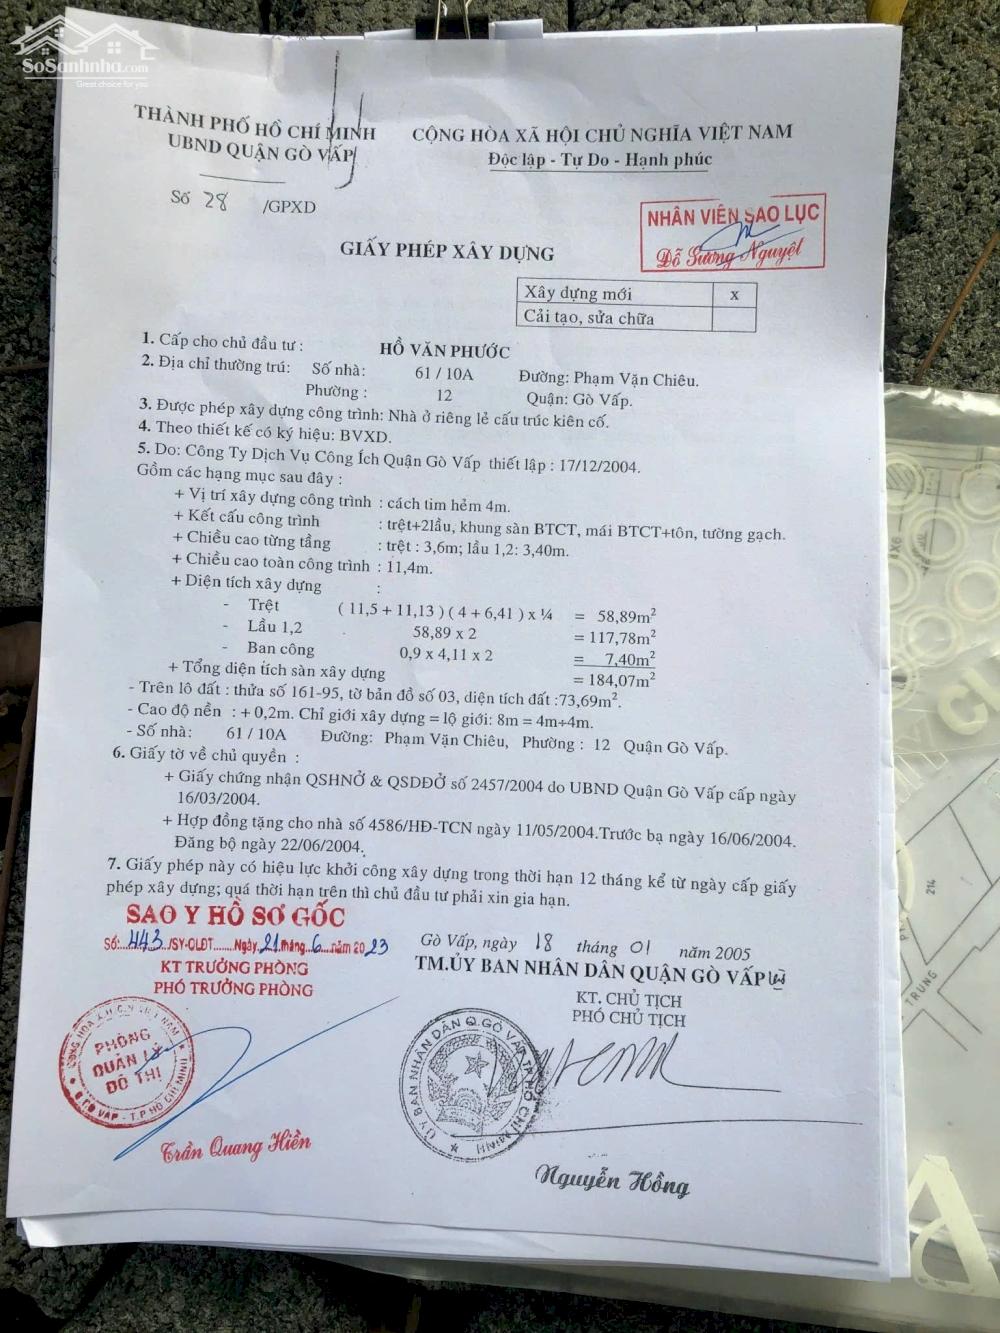 SoSanhnha.com
Great choice for you
THÀNH PHỐ HỒ CHÍ MINH
UBND QUẬN GÒ VẤP
CỘNG HÒA XÃ HỘI CHỦ NGHĨA VIỆT NAM
Độc lập - Tự Do - Hạnh phúc
Số 28 /GPXD
NHÂN VIÊN SAO LỤC
Đỗ Sương Nguyệt
GIẤY PHÉP XÂY DỰNG
Xây dựng mới x
Cải tạo, sửa chữa
1. Cấp cho chủ đầu tư : HỒ VĂN PHƯỚC
2. Địa chỉ thường trú: Số nhà: 61 / 10A Đường: Phạm Văn Chiêu.
Phường : 12 Quận: Gò Vấp.
3. Được phép xây dựng công trình: Nhà ở riêng lẻ cấu trúc kiên cố.
4. Theo thiết kế có ký hiệu: BVXD.
5. Do: Công Ty Dịch Vụ Công Ích Quận Gò Vấp thiết lập : 17/12/2004.
Gồm các hạng mục sau đây :
+ Vị trí xây dựng công trình : cách tim hẻm 4m.
+ Kết cấu công trình : trệt+2lầu, khung sàn BTCT, mái BTCT+tôn, tường gạch.
+ Chiều cao từng tầng : trệt : 3,6m; lầu 1,2: 3,40m.
+ Chiều cao toàn công trình : 11,4m.
+ Diện tích xây dựng :
- Trệt ( 11,5 + 11,13 ) ( 4 + 6,41 ) x ¼ = 58,89m²
- Lầu 1,2 58,89 x 2 = 117,78m²
- Ban công 0,9 x 4,11 x 2 = 7,40m²
+ Tổng diện tích sàn xây dựng = 184,07m²
- Trên lô đất : thửa số 161-95, tờ bản đồ số 03, diện tích đất :73,69m².
- Cao độ nền : + 0,2m. Chỉ giới xây dựng = lộ giới: 8m = 4m÷4m.
- Số nhà: 61 / 10A Đường: Phạm Văn Chiêu, Phường : 12 Quận Gò Vấp.
6. Giấy tờ về chủ quyền :
+ Giấy chứng nhận QSHNỞ & QSDĐỞ số 2457/2004 do UBND Quận Gò Vấp cấp ngày
16/03/2004.
+ Hợp đồng tặng cho nhà số 4586/HĐ-TCN ngày 11/05/2004.Trước bạ ngày 16/06/2004.
Đăng bộ ngày 22/06/2004.
7. Giấy phép này có hiệu lực khởi công xây dựng trong thời hạn 12 tháng kể từ ngày cấp giấy
phép xây dựng; quá thời hạn trên thì chủ đầu tư phải xin gia hạn.
SAO Y HỒ SƠ GỐC
Số:...443./SY-QLĐT......Ngày.21.tháng..6...năm 2023
KT TRƯỞNG PHÒNG
PHÓ TRƯỞNG PHÒNG
PHÒNG
QUẢN LÝ
ĐÔ THỊ
Q.GÒ VẤP - T.P HỒ CHÍ MINH
Trần Quang Hiền
Gò Vấp, ngày 18 tháng 01 năm 2005
TM.ỦY BAN NHÂN DÂN QUẬN GÒ VẤP
KT. CHỦ TỊCH
PHÓ CHỦ TỊCH
ỦY BAN NHÂN DÂN Q.GÒ VẤP T.P HỒ CHÍ MINH
Nguyễn Hồng
214
TRUNG